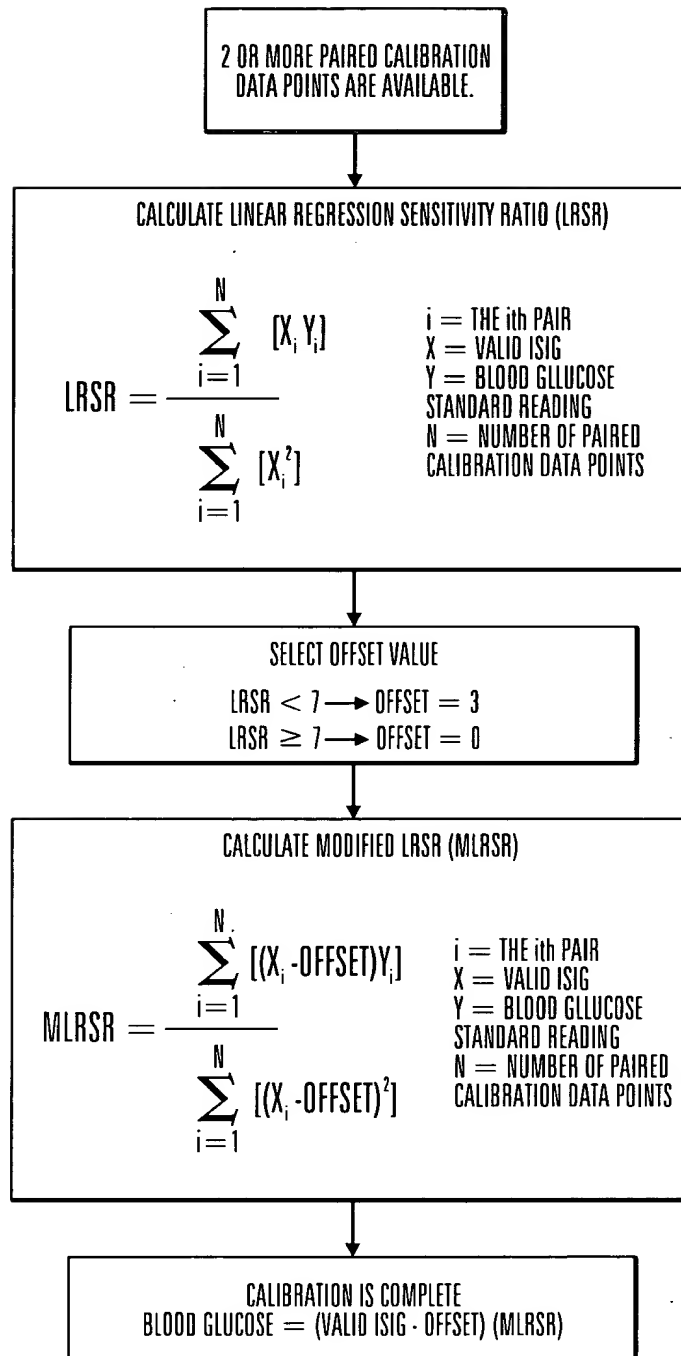 2 OR MORE PAIRED CALIBRATION
DATA POINTS ARE AVAILABLE.
CALCULATE LINEAR REGRESSION SENSITIVITY RATIO (LRSR)
LRSR =
N
∑ [X_i Y_i]
i=1
N
∑ [X_i²]
i=1
i = THE ith PAIR
X = VALID ISIG
Y = BLOOD GLLUCOSE
STANDARD READING
N = NUMBER OF PAIRED
CALIBRATION DATA POINTS
SELECT OFFSET VALUE
LRSR < 7 → OFFSET = 3
LRSR ≥ 7 → OFFSET = 0
CALCULATE MODIFIED LRSR (MLRSR)
MLRSR =
N
∑ [(X_i -OFFSET)Y_i]
i=1
N
∑ [(X_i -OFFSET)²]
i=1
i = THE ith PAIR
X = VALID ISIG
Y = BLOOD GLLUCOSE
STANDARD READING
N = NUMBER OF PAIRED
CALIBRATION DATA POINTS
CALIBRATION IS COMPLETE
BLOOD GLUCOSE = (VALID ISIG - OFFSET) (MLRSR)